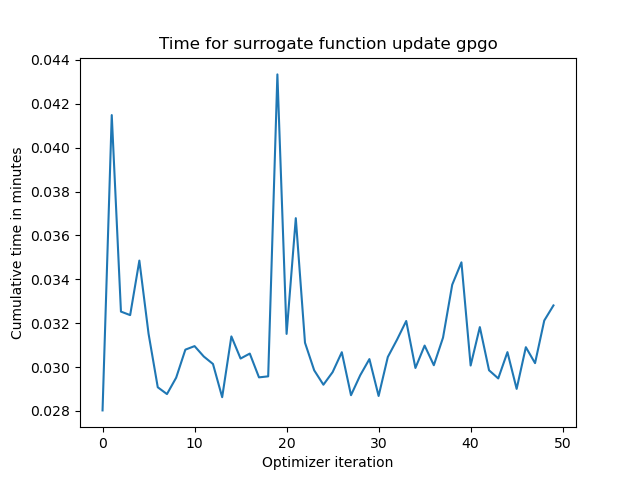 Time for surrogate function update gpgo
0.044
0.042
0.040
0.038
0.036
0.034
0.032
0.030
0.028
Cumulative time in minutes
0 10 20 30 40 50
Optimizer iteration